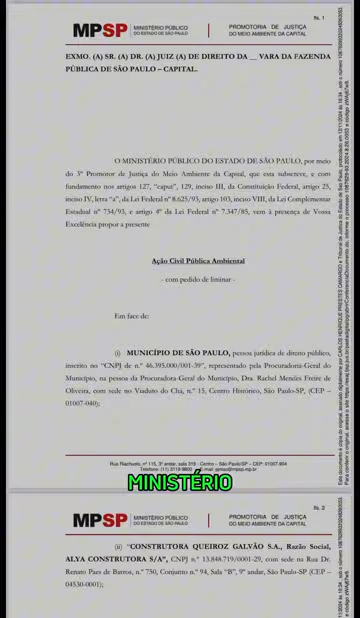 fls. 1
MPSP MINISTÉRIO PÚBLICO
DO ESTADO DE SÃO PAULO
PROMOTORIA DE JUSTIÇA
DO MEIO AMBIENTE DA CAPITAL
EXMO. (A) SR. (A) DR. (A) JUIZ (A) DE DIREITO DA __ VARA DA FAZENDA
PÚBLICA DE SÃO PAULO – CAPITAL.
O MINISTÉRIO PÚBLICO DO ESTADO DE SÃO PAULO, por meio
do 5º Promotor de Justiça do Meio Ambiente da Capital, que esta subscreve, e com
fundamento nos artigos 127, “caput”, 129, inciso III, da Constituição Federal, artigo 25,
inciso IV, letra “a”, da Lei Federal nº 8.625/93, artigo 103, inciso VIII, da Lei Complementar
Estadual nº 734/93, e artigo 4º da Lei Federal nº 7.347/85, vem à presença de Vossa
Excelência propor a presente
Ação Civil Pública Ambiental
- com pedido de liminar -
Em face de:
(i) MUNICÍPIO DE SÃO PAULO, pessoa jurídica de direito público,
inscrito no “CNPJ de n.º 46.395.000/001-39”, representado pela Procuradoria-Geral do
Município, na pessoa da Procuradora-Geral do Município, Dra. Rachel Mendes Freire de
Oliveira, com sede no Viaduto do Chá, n.º 15, Centro Histórico, São Paulo-SP, (CEP –
01007-040);
Rua Riachuelo, nº 115, 3º andar, sala 315 - Centro – São Paulo/SP – CEP: 01007-904
Telefone: (11) 3119-9800
MINISTÉRIO
fls. 2
MPSP MINISTÉRIO PÚBLICO
DO ESTADO DE SÃO PAULO
PROMOTORIA DE JUSTIÇA
DO MEIO AMBIENTE DA CAPITAL
(ii) “CONSTRUTORA QUEIROZ GALVÃO S.A., Razão Social,
ALYA CONSTRUTORA S/A”, CNPJ n.º 13.848.719/0001-29, com sede na Rua Dr.
Renato Paes de Barros, n.º 750, Conjunto n.º 94, Sala “B”, 9º andar, São Paulo-SP (CEP –
04530-0001);